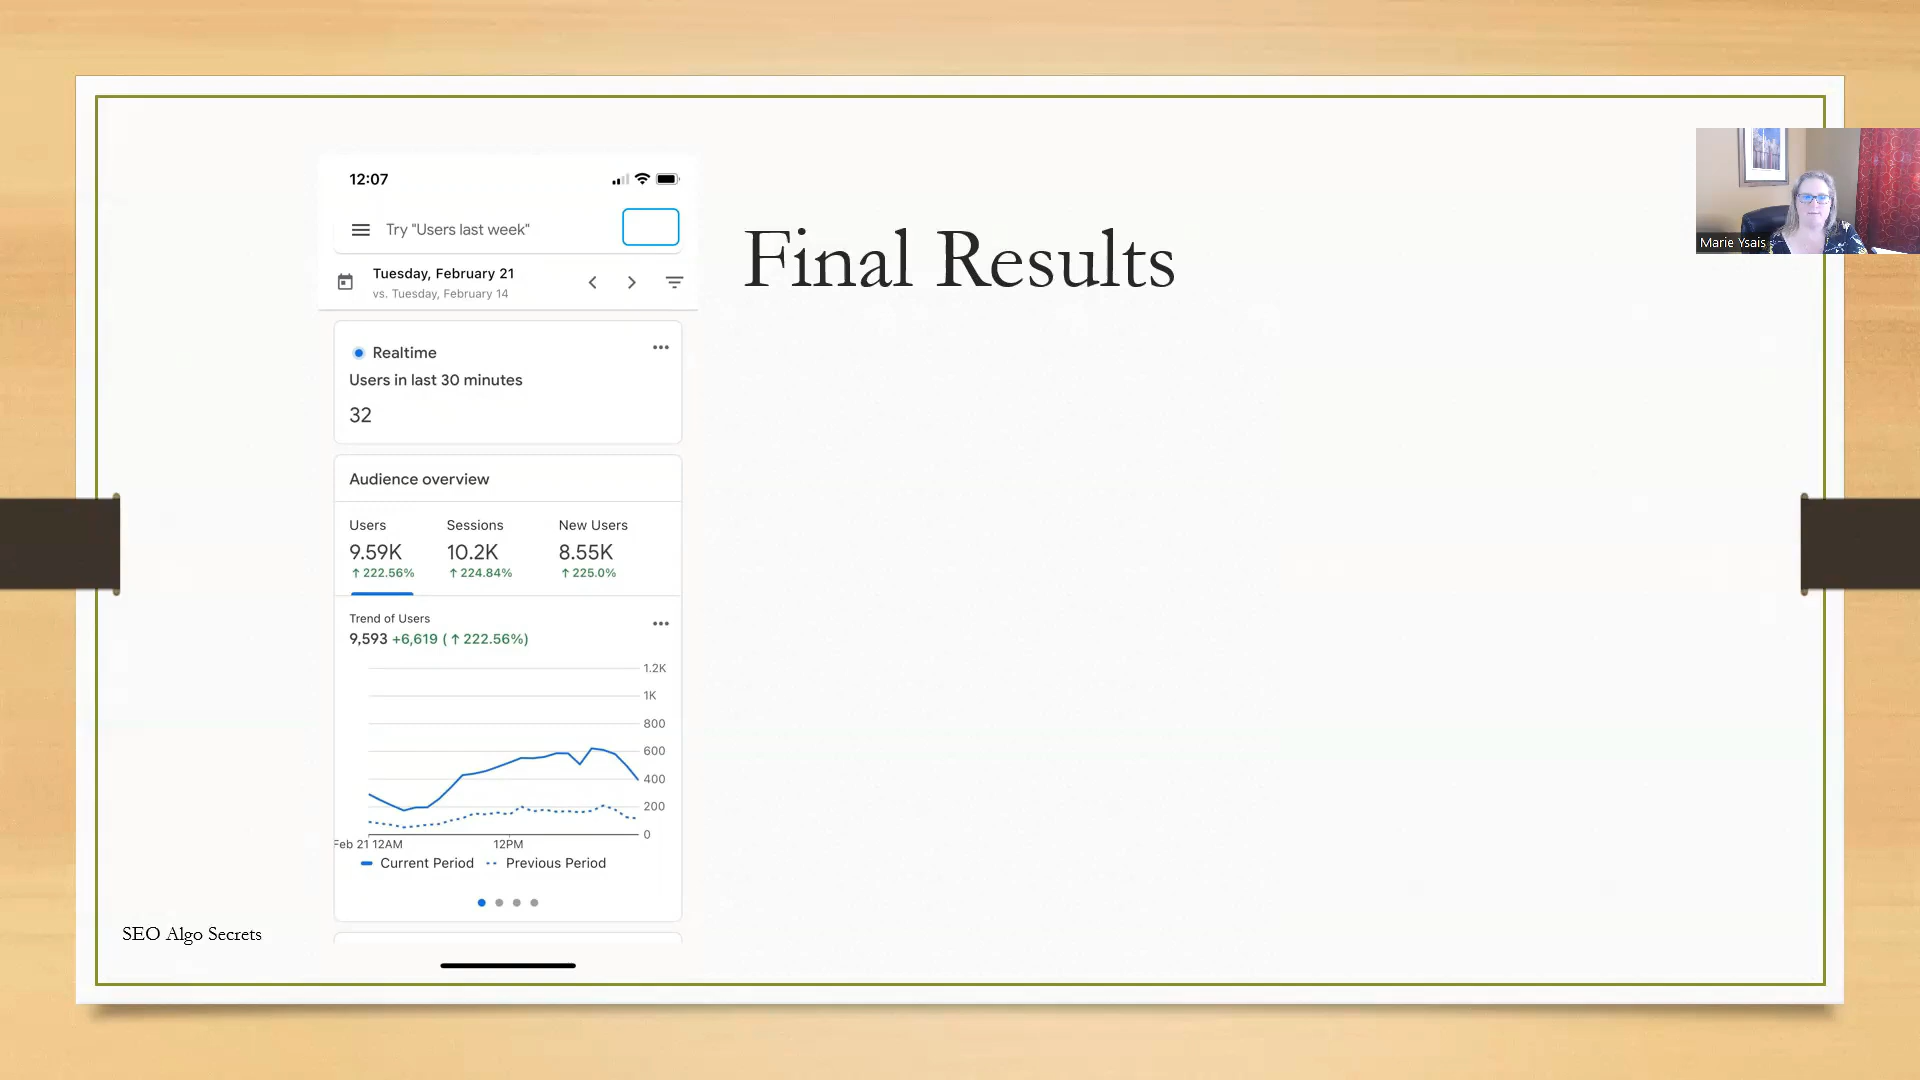 12:07
Try "Users last week"
Tuesday, February 21
vs. Tuesday, February 14
Final Results
Marie Ysais
Realtime
Users in last 30 minutes
32
Audience overview
Users Sessions New Users
9.59K 10.2K 8.55K
↑ 222.56% ↑ 224.84% ↑ 225.0%
Trend of Users
9,593 +6,619 ( ↑ 222.56%)
1.2K
1K
800
600
400
200
0
Feb 21 12AM 12PM
Current Period Previous Period
SEO Algo Secrets